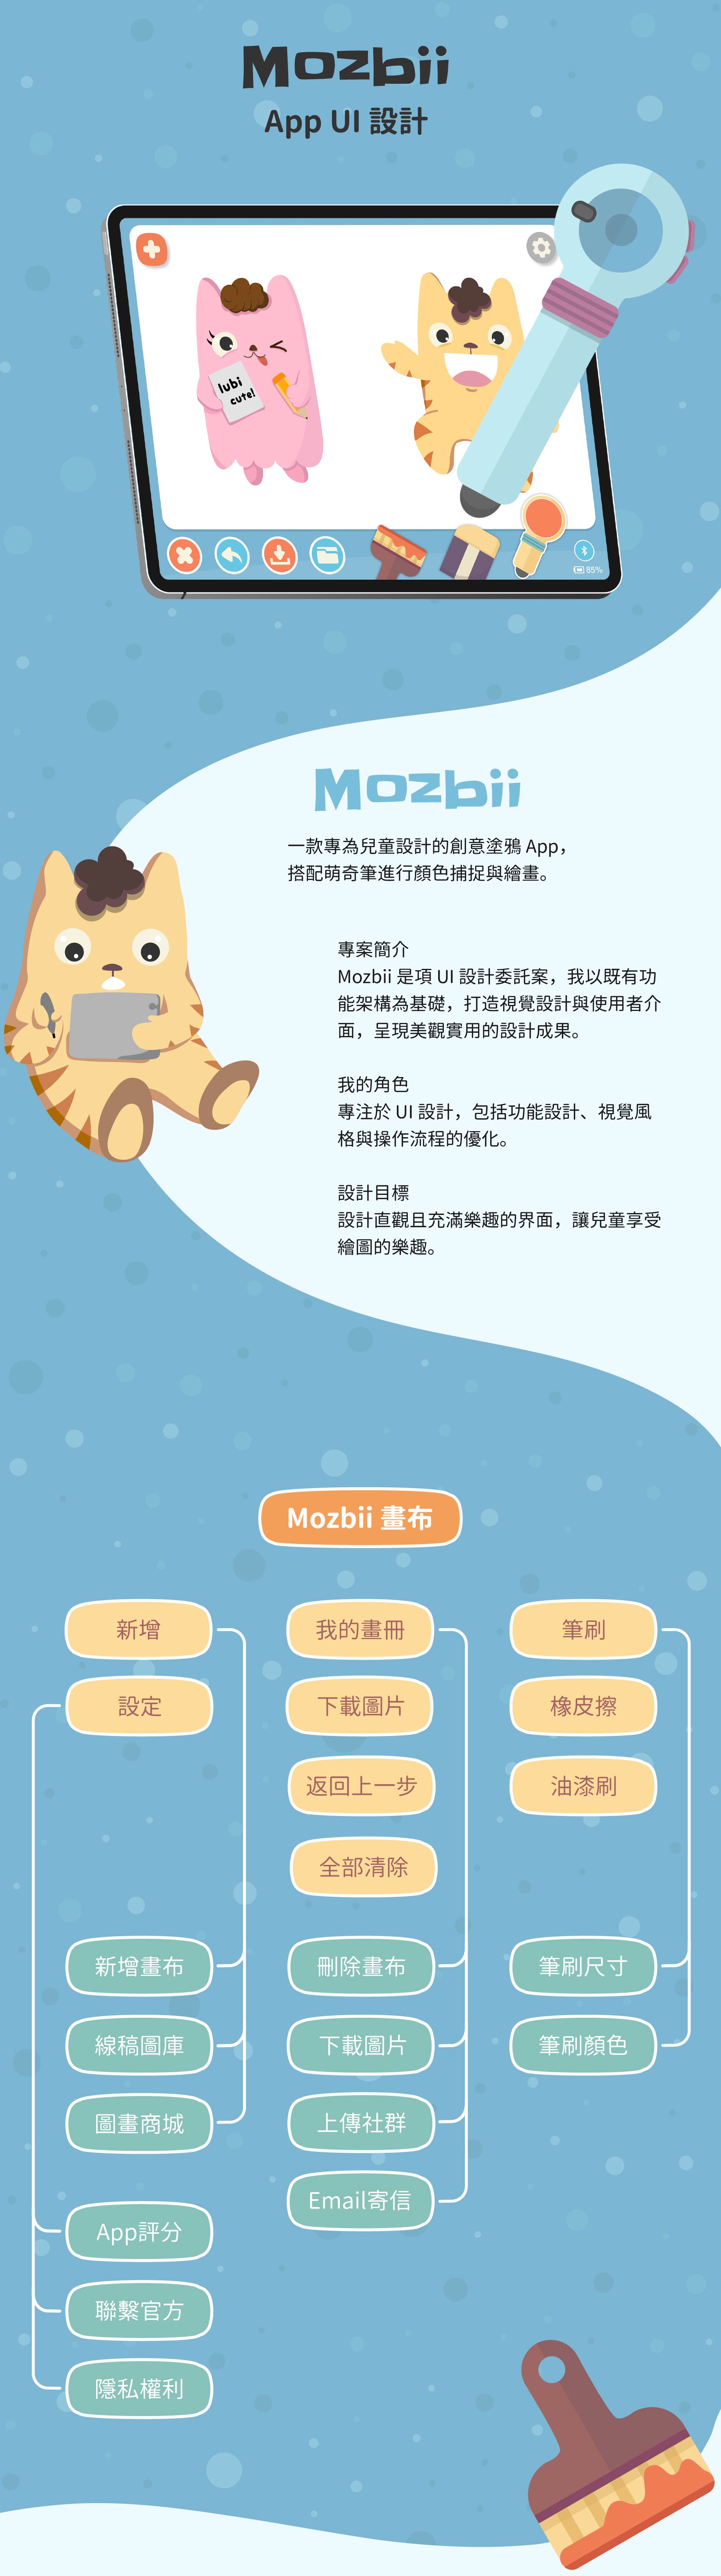 Mozbii
App UI 設計
lubi
cute!
85%
Mozbii
一款專為兒童設計的創意塗鴉 App，
搭配萌奇筆進行顏色捕捉與繪畫。
專案簡介
Mozbii 是項 UI 設計委託案，我以既有功
能架構為基礎，打造視覺設計與使用者介
面，呈現美觀實用的設計成果。
我的角色
專注於 UI 設計，包括功能設計、視覺風
格與操作流程的優化。
設計目標
設計直觀且充滿樂趣的界面，讓兒童享受
繪圖的樂趣。
Mozbii 畫布
新增
我的畫冊
筆刷
設定
下載圖片
橡皮擦
返回上一步
油漆刷
全部清除
新增畫布
刪除畫布
筆刷尺寸
線稿圖庫
下載圖片
筆刷顏色
圖畫商城
上傳社群
Email寄信
App評分
聯繫官方
隱私權利